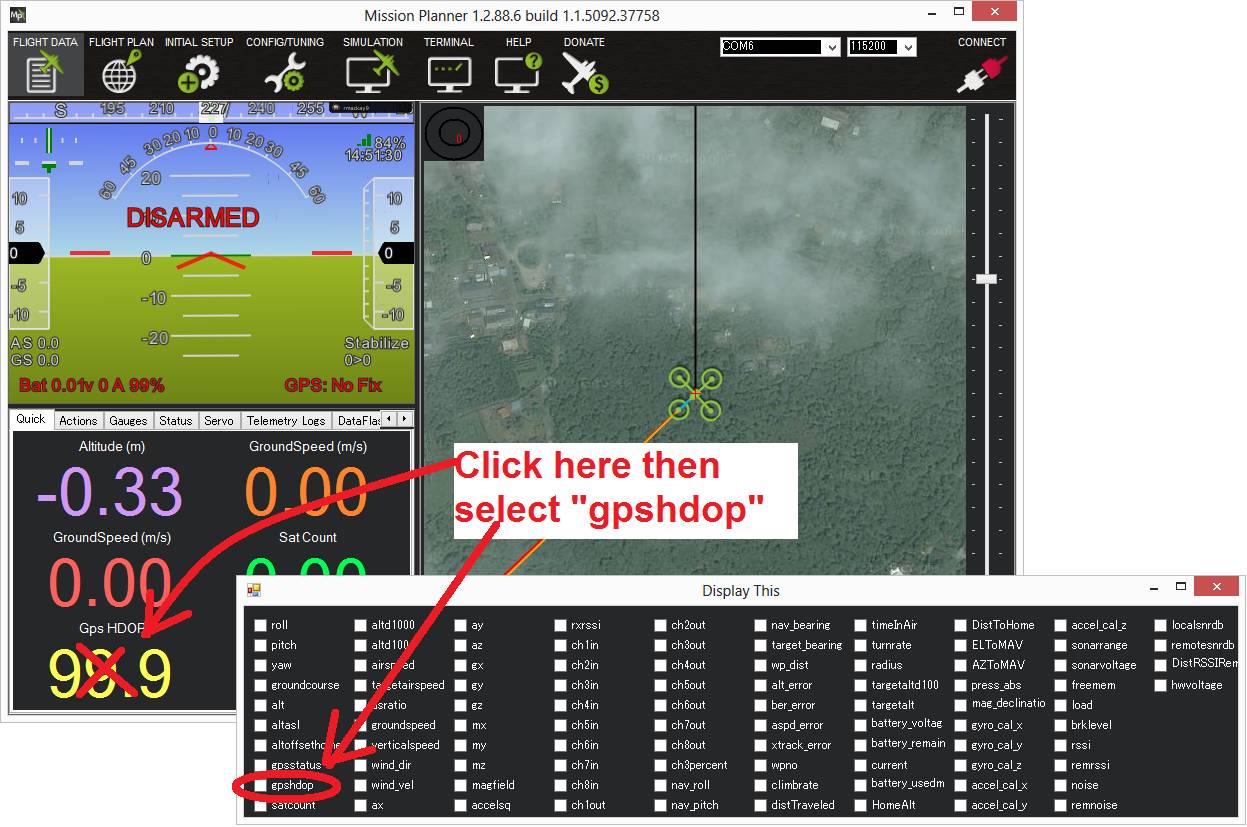 Mission Planner 1.2.88.6 build 1.1.5092.37758
FLIGHT DATA FLIGHT PLAN INITIAL SETUP CONFIG/TUNING SIMULATION TERMINAL HELP DONATE
COM6 115200 CONNECT
S 195 210 227 240 255
rmackay9
60 45 30 20 10 0 10 20 30 45 60
84%
14:51:30
20
DISARMED
10 5 0 -5 -10
0
-10
-20
10 5 0 -5 -10
AS 0.0
GS 0.0
Stabilize
0>0
Bat 0.01v 0 A 99% GPS: No Fix
Quick Actions Gauges Status Servo Telemetry Logs DataFlas
Altitude (m) GroundSpeed (m/s)
-0.33 0.00
GroundSpeed (m/s) Sat Count
0.00 0.00
Gps HDOP
99.9
0
Click here then
select "gpshdop"
Display This
roll altd1000 ay rxrssi ch2out nav_bearing timeInAir DistToHome accel_cal_z localsnrdb
pitch altd100 az ch1in ch3out target_bearing turnrate ELToMAV sonarrange remotesnrdb
yaw airspeed gx ch2in ch4out wp_dist radius AZToMAV sonarvoltage DistRSSIRem
groundcourse targetairspeed gy ch3in ch5out alt_error targetaltd100 press_abs freemem hwvoltage
alt asratio gz ch4in ch6out ber_error targetalt mag_declinatio load
altasl groundspeed mx ch5in ch7out aspd_error battery_voltag gyro_cal_x brklevel
altoffsethome verticalspeed my ch6in ch8out xtrack_error battery_remain gyro_cal_y rssi
gpsstatus wind_dir mz ch7in ch3percent wpno current gyro_cal_z remrssi
gpshdop wind_vel magfield ch8in nav_roll climbrate battery_usedm accel_cal_x noise
satcount ax accelsq ch1out nav_pitch distTraveled HomeAlt accel_cal_y remnoise